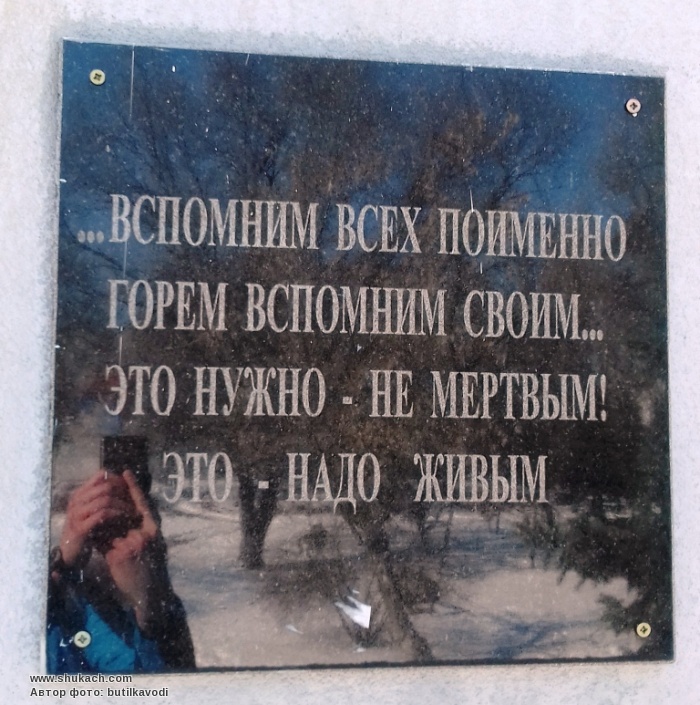 ...ВСПОМНИМ ВСЕХ ПОИМЕННО
ГОРЕМ ВСПОМНИМ СВОИМ...
ЭТО НУЖНО - НЕ МЕРТВЫМ!
ЭТО - НАДО ЖИВЫМ
www.shukach.com
Автор фото: butilkavodi